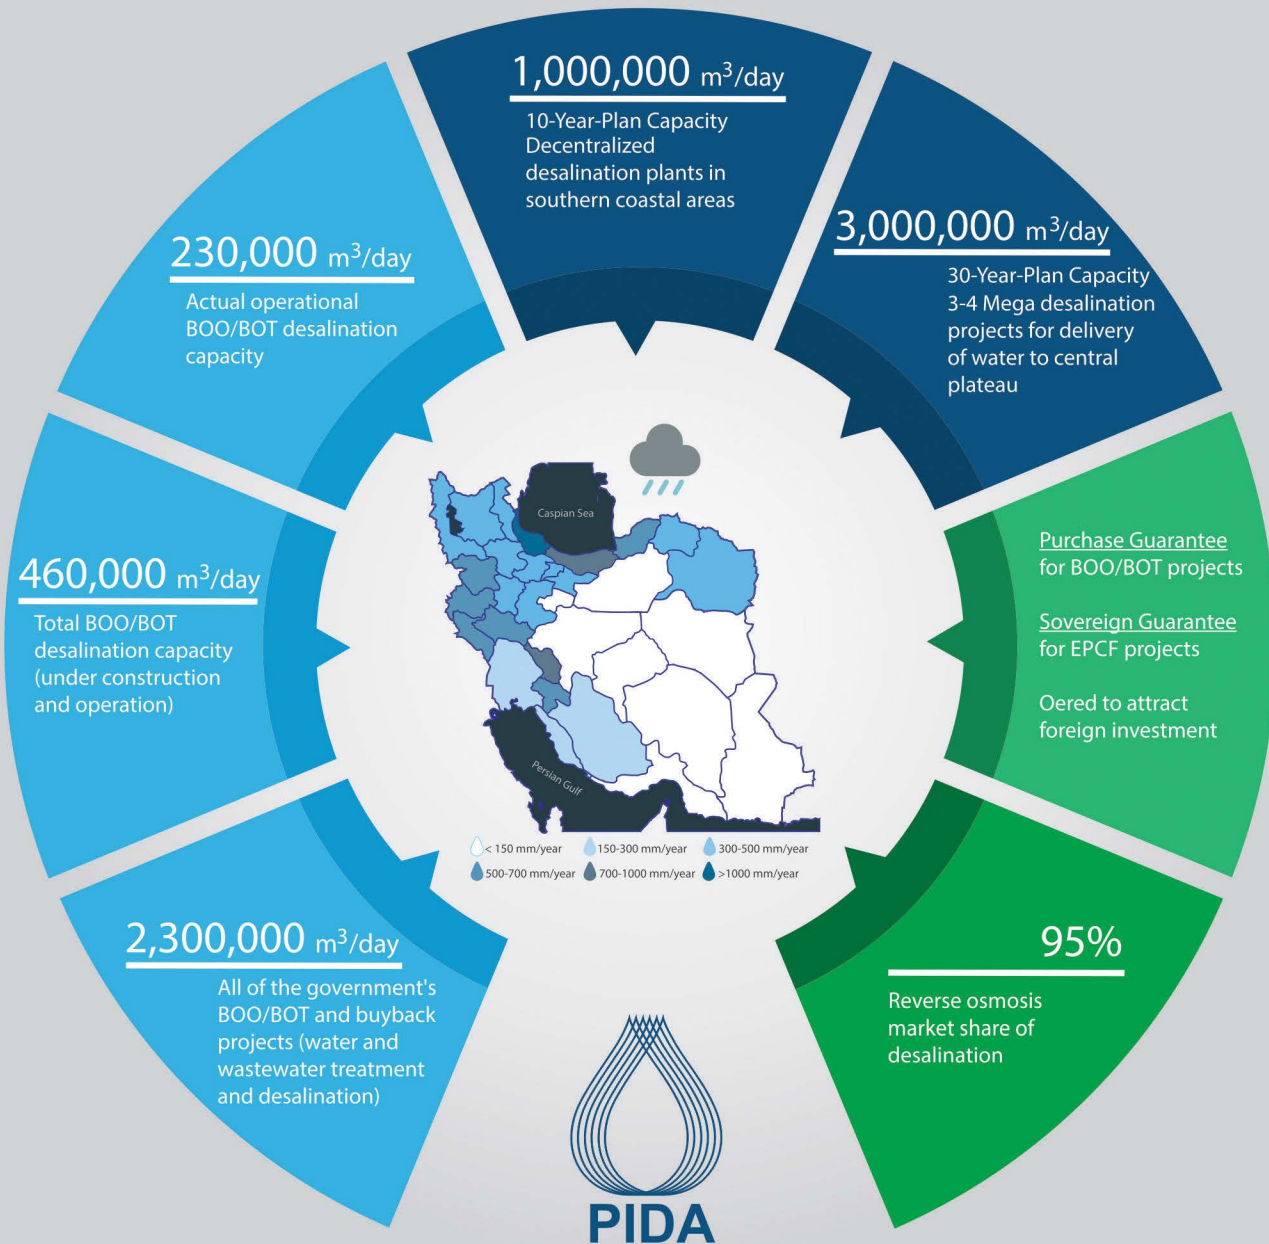 1,000,000 m³/day
10-Year-Plan Capacity
Decentralized
desalination plants in
southern coastal areas
3,000,000 m³/day
30-Year-Plan Capacity
3-4 Mega desalination
projects for delivery
of water to central
plateau
Purchase Guarantee
for BOO/BOT projects
Sovereign Guarantee
for EPCF projects
Oered to attract
foreign investment
95%
Reverse osmosis
market share of
desalination
2,300,000 m³/day
All of the government's
BOO/BOT and buyback
projects (water and
wastewater treatment
and desalination)
460,000 m³/day
Total BOO/BOT
desalination capacity
(under construction
and operation)
230,000 m³/day
Actual operational
BOO/BOT desalination
capacity
Caspian Sea
Persian Gulf
< 150 mm/year 150-300 mm/year 300-500 mm/year
500-700 mm/year 700-1000 mm/year >1000 mm/year
PIDA